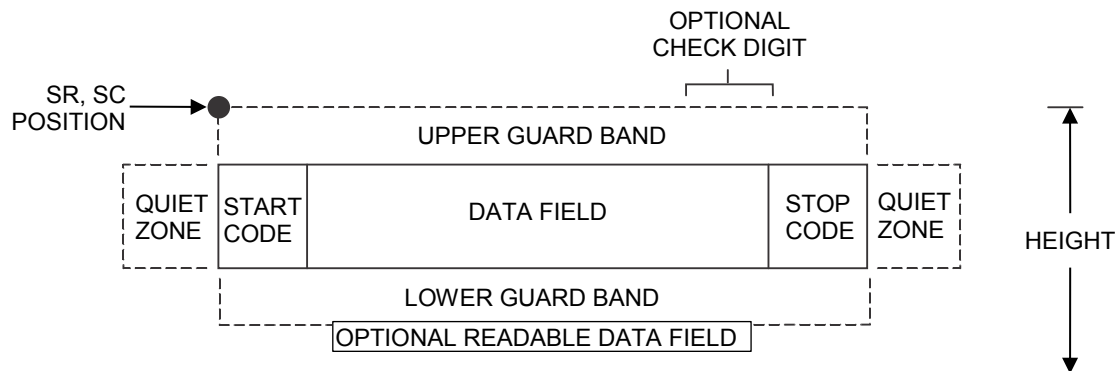 OPTIONAL
CHECK DIGIT
SR, SC
POSITION
UPPER GUARD BAND
QUIET
ZONE
START
CODE
DATA FIELD
STOP
CODE
QUIET
ZONE
HEIGHT
LOWER GUARD BAND
OPTIONAL READABLE DATA FIELD